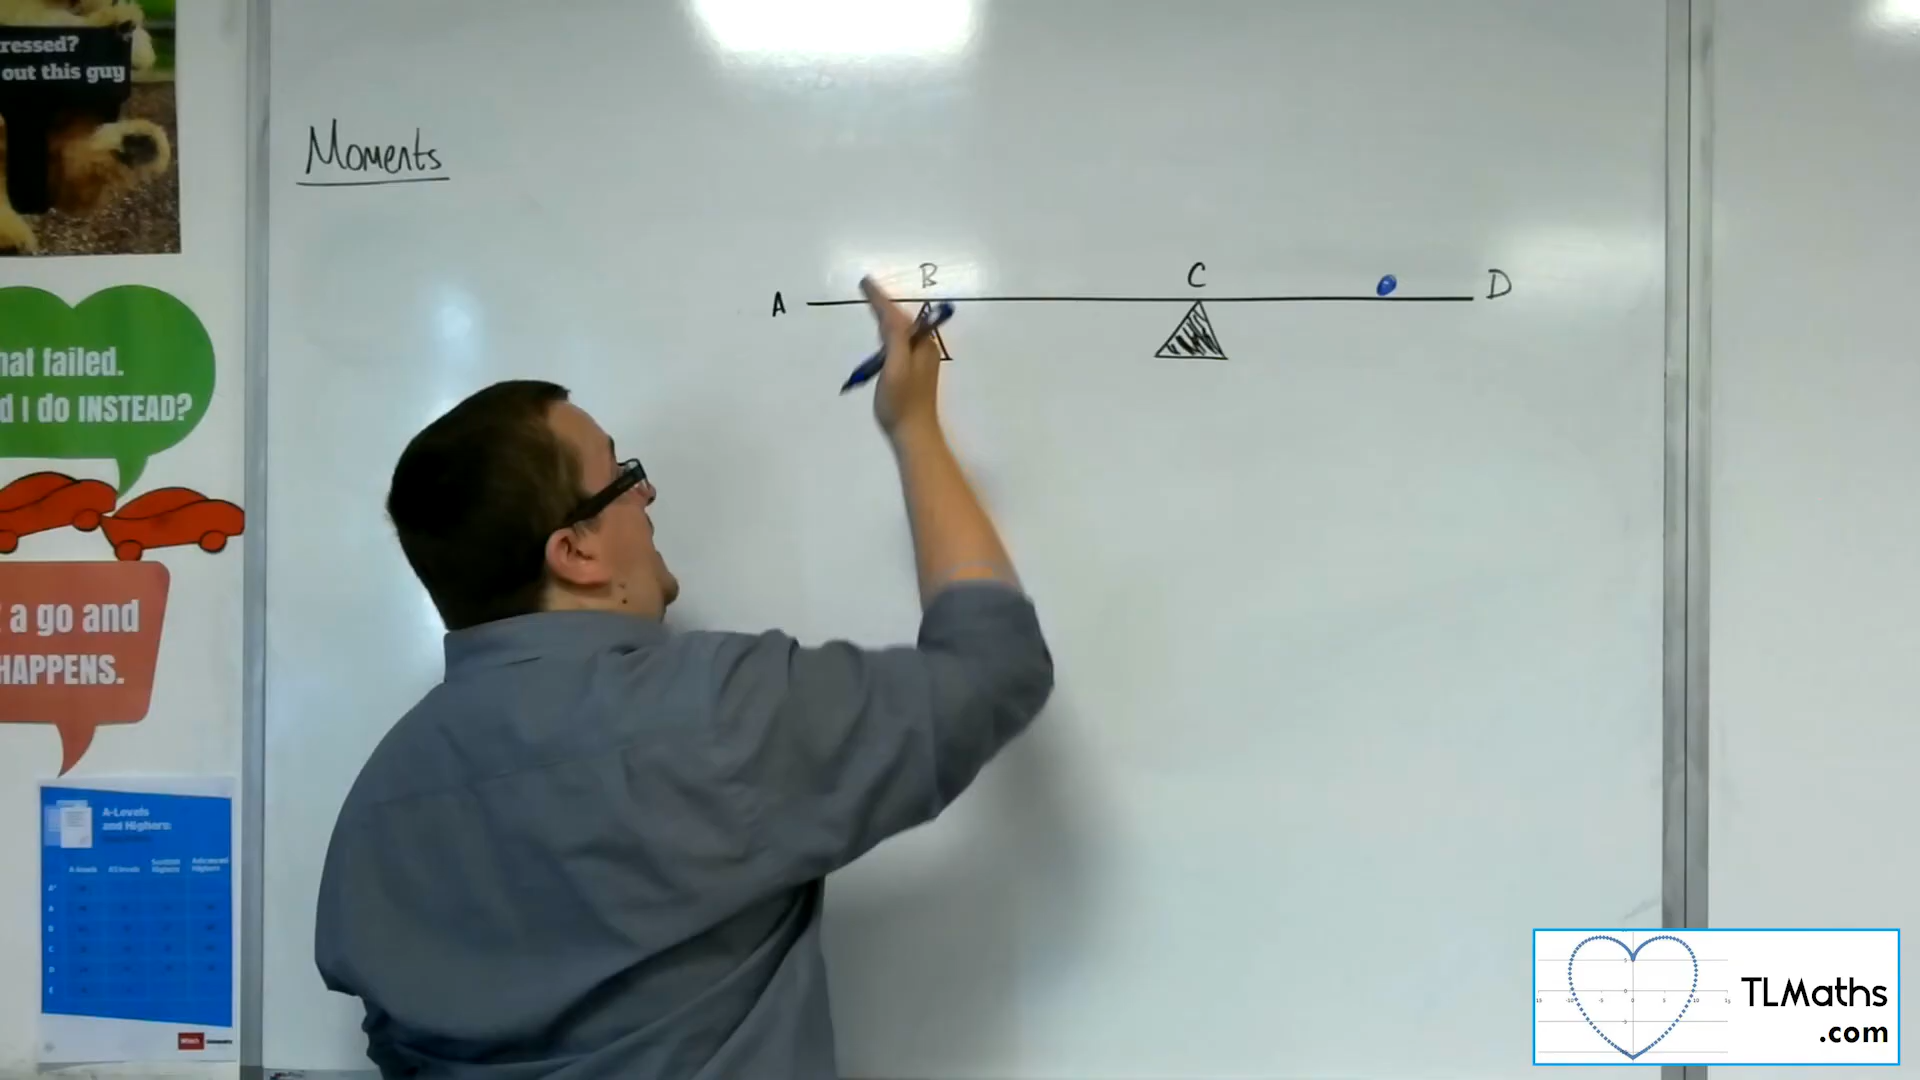 ressed?
out this guy
Moments
A
B
C
D
hat failed.
d I do INSTEAD?
a go and
HAPPENS.
A-Levels
and Highers:
TLMaths
.com